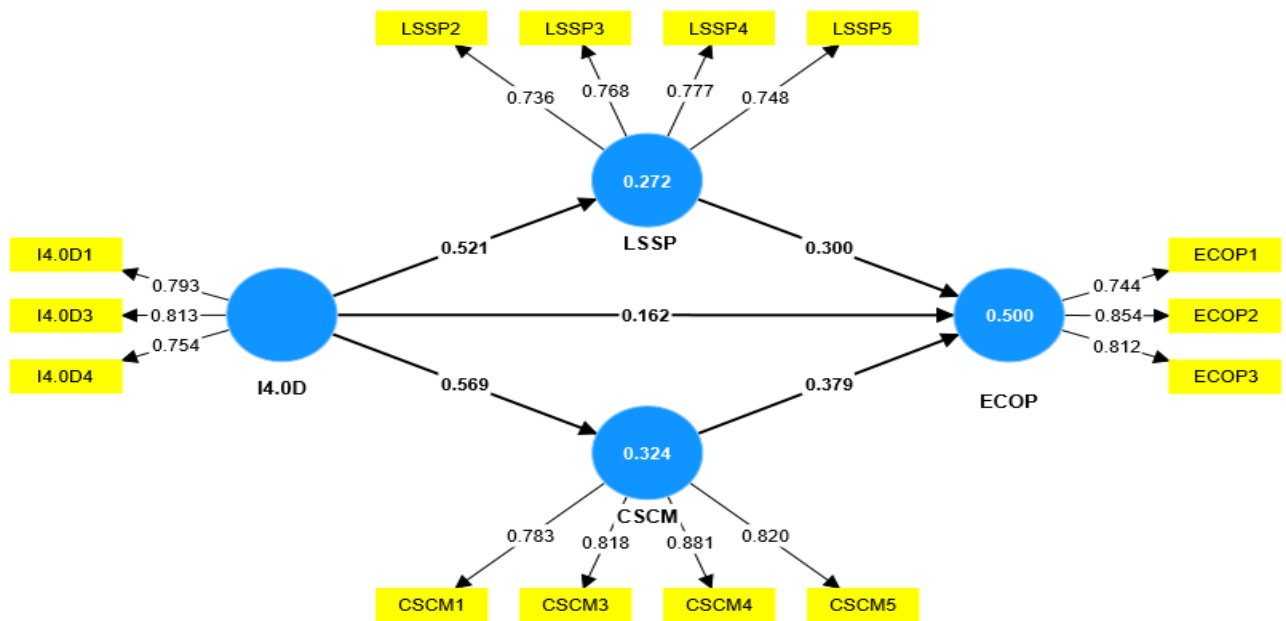 LSSP2 LSSP3 LSSP4 LSSP5
0.736 0.768 0.777 0.748
0.272
LSSP
0.521 0.300
I4.0D1
I4.0D3
I4.0D4
0.793
0.813
0.754
I4.0D
0.162
0.500
ECOP
0.744
0.854
0.812
ECOP1
ECOP2
ECOP3
0.569 0.379
0.324
CSCM
0.783 0.818 0.881 0.820
CSCM1 CSCM3 CSCM4 CSCM5